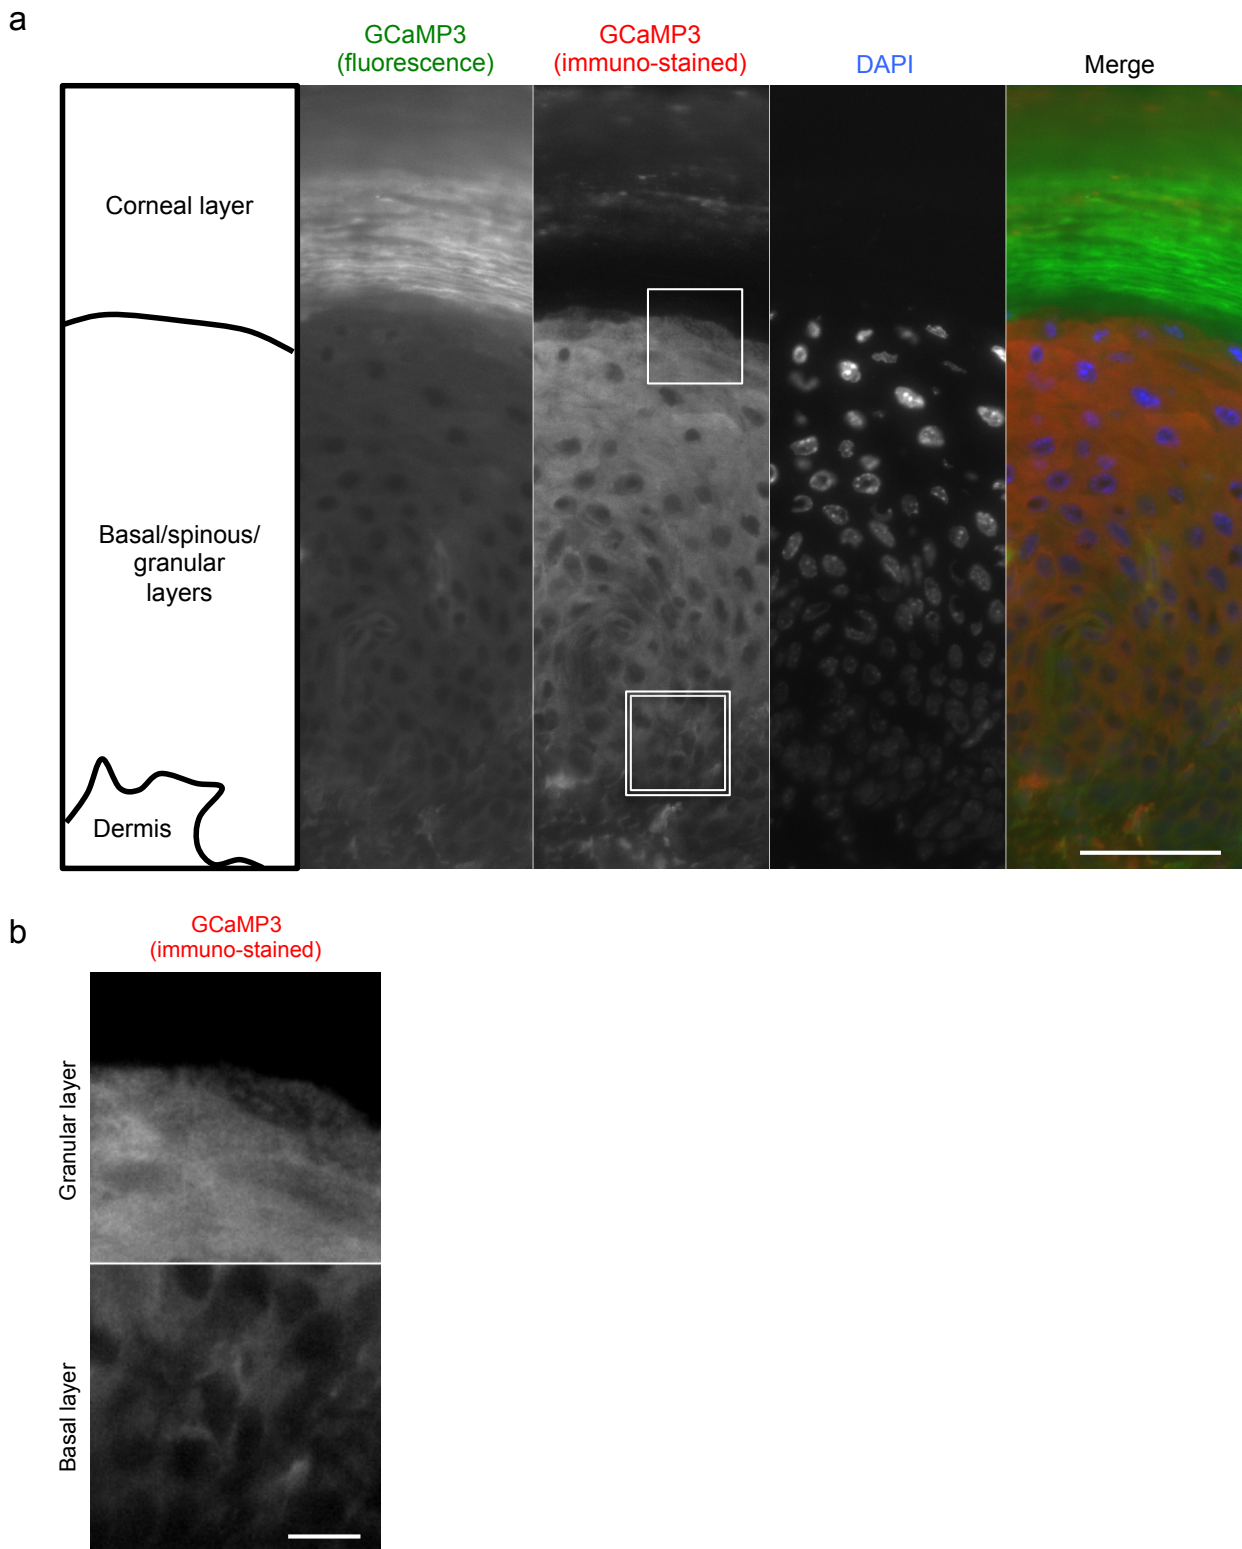 a
GCaMP3
(fluorescence)
GCaMP3
(immuno-stained)
DAPI
Merge
Corneal layer
Basal/spinous/
granular
layers
Dermis
b
GCaMP3
(immuno-stained)
Granular layer
Basal layer